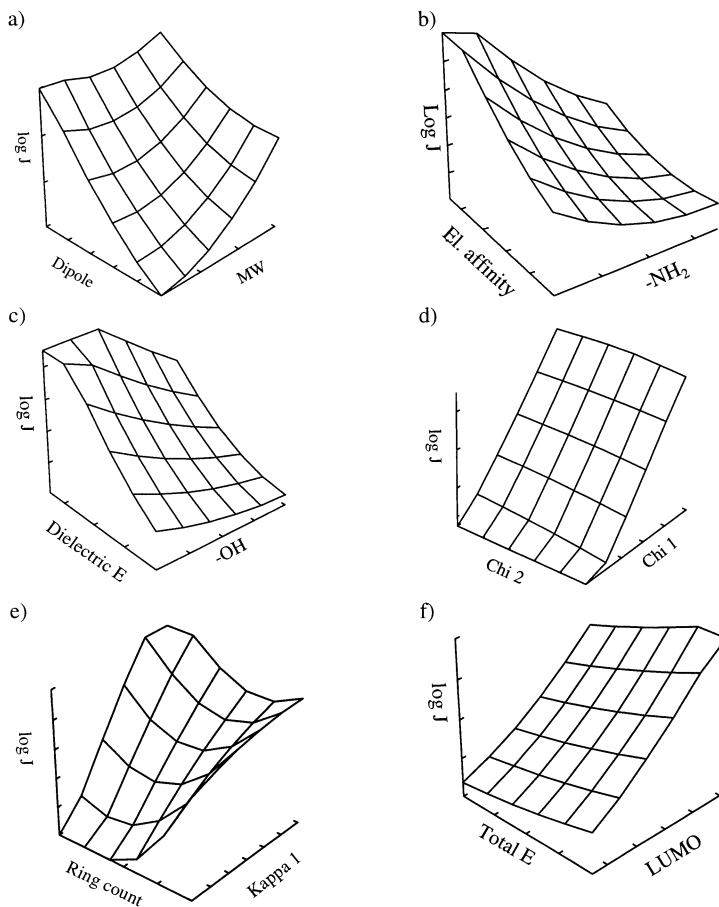 a)
log J
Dipole
MW
b)
Log J
El. affinity
-NH₂
c)
log J
Dielectric E
-OH
d)
log J
Chi 2
Chi 1
e)
log J
Ring count
Kappa 1
f)
log J
Total E
LUMO